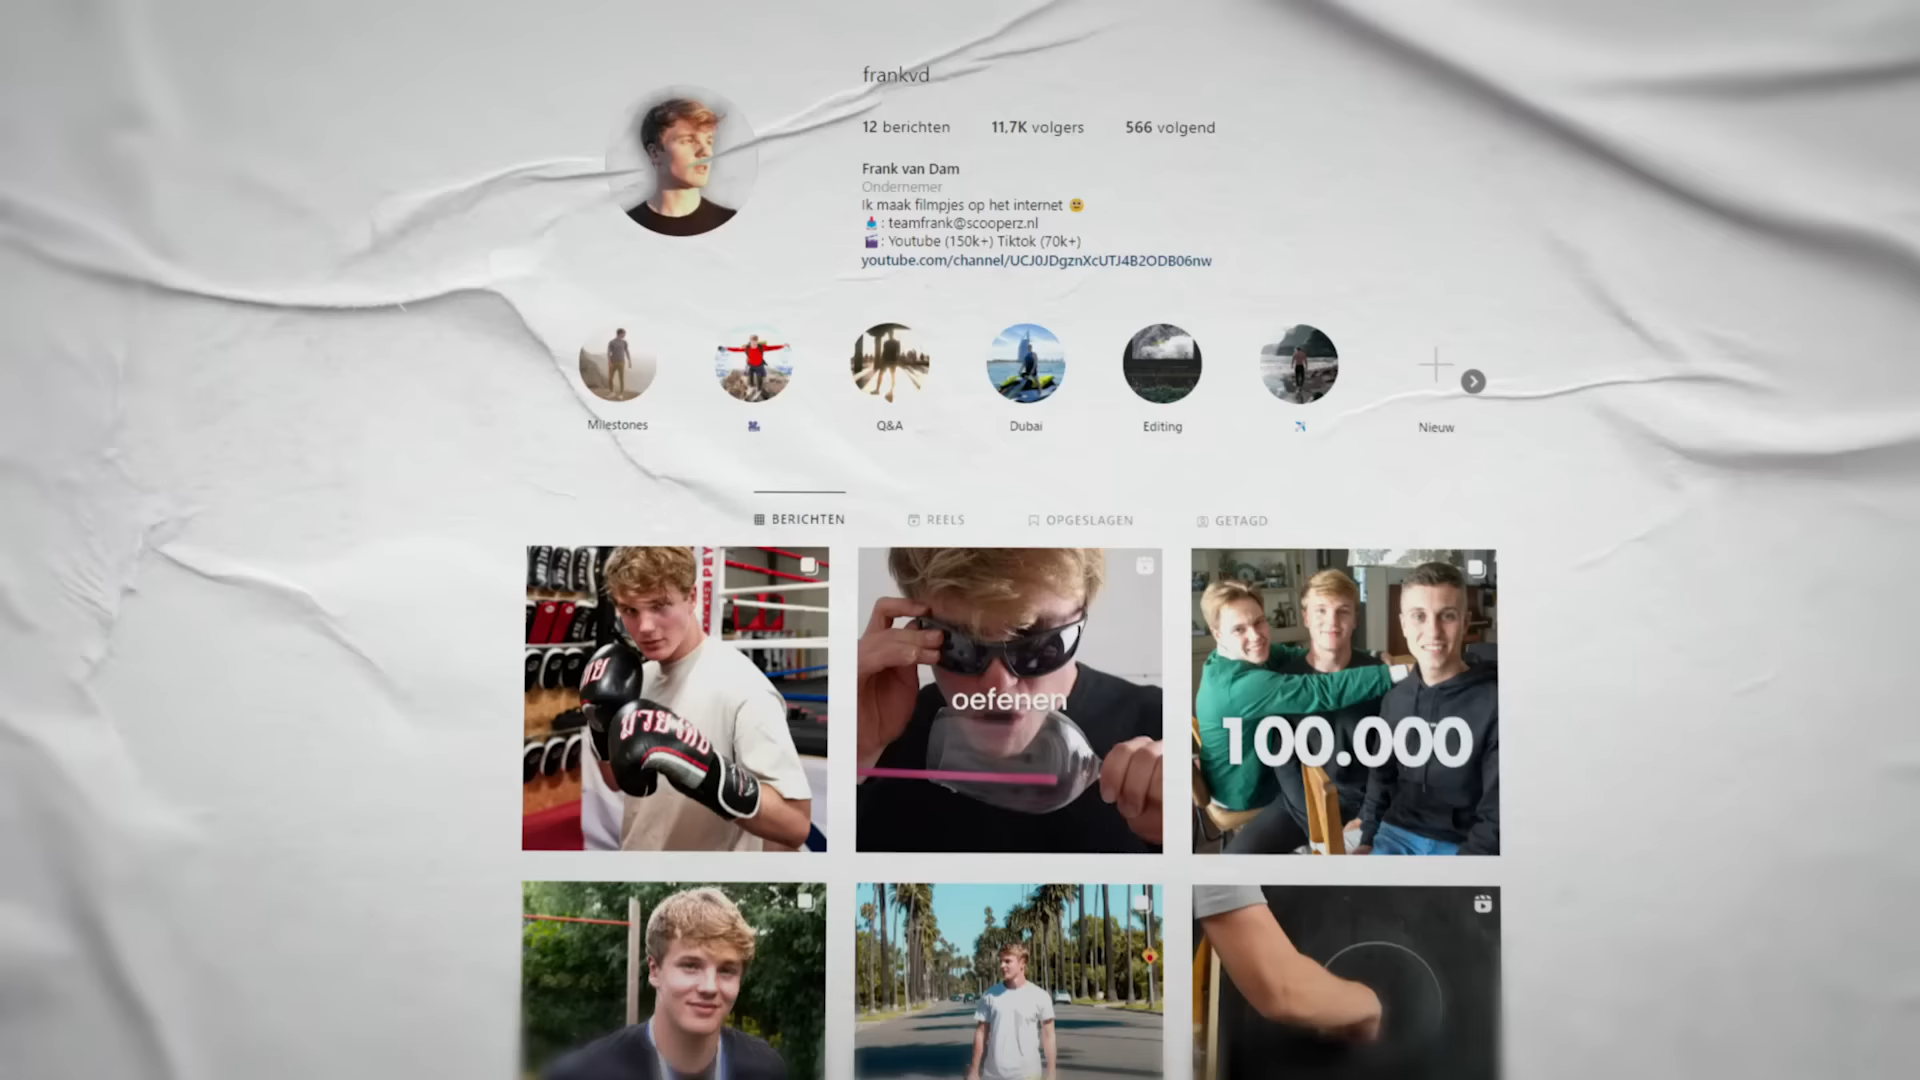 frankvd
12 berichten 11,7K volgers 566 volgend
Frank van Dam
Ondernemer
Ik maak filmpjes op het internet 😀
📥 : teamfrank@scooperz.nl
🎬 : Youtube (150k+) Tiktok (70k+)
youtube.com/channel/UCJ0JDgznXcUTJ4B2ODB06nw
Milestones Q&A Dubai Editing Nieuw
BERICHTEN REELS OPGESLAGEN GETAGD
oefenen
100.000